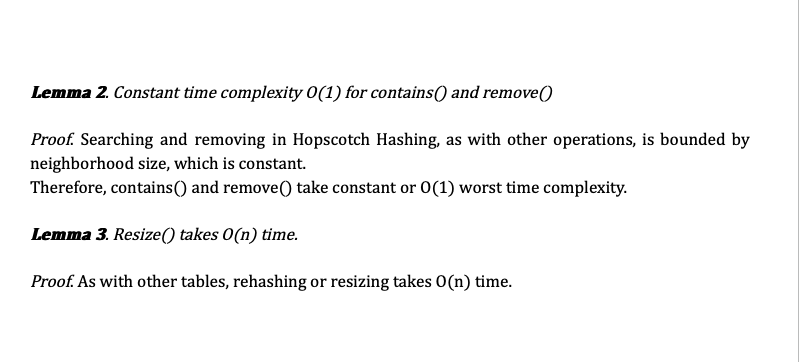 Lemma 2. Constant time complexity O(1) for contains() and remove()
Proof. Searching and removing in Hopscotch Hashing, as with other operations, is bounded by
neighborhood size, which is constant.
Therefore, contains() and remove() take constant or O(1) worst time complexity.
Lemma 3. Resize() takes O(n) time.
Proof. As with other tables, rehashing or resizing takes O(n) time.